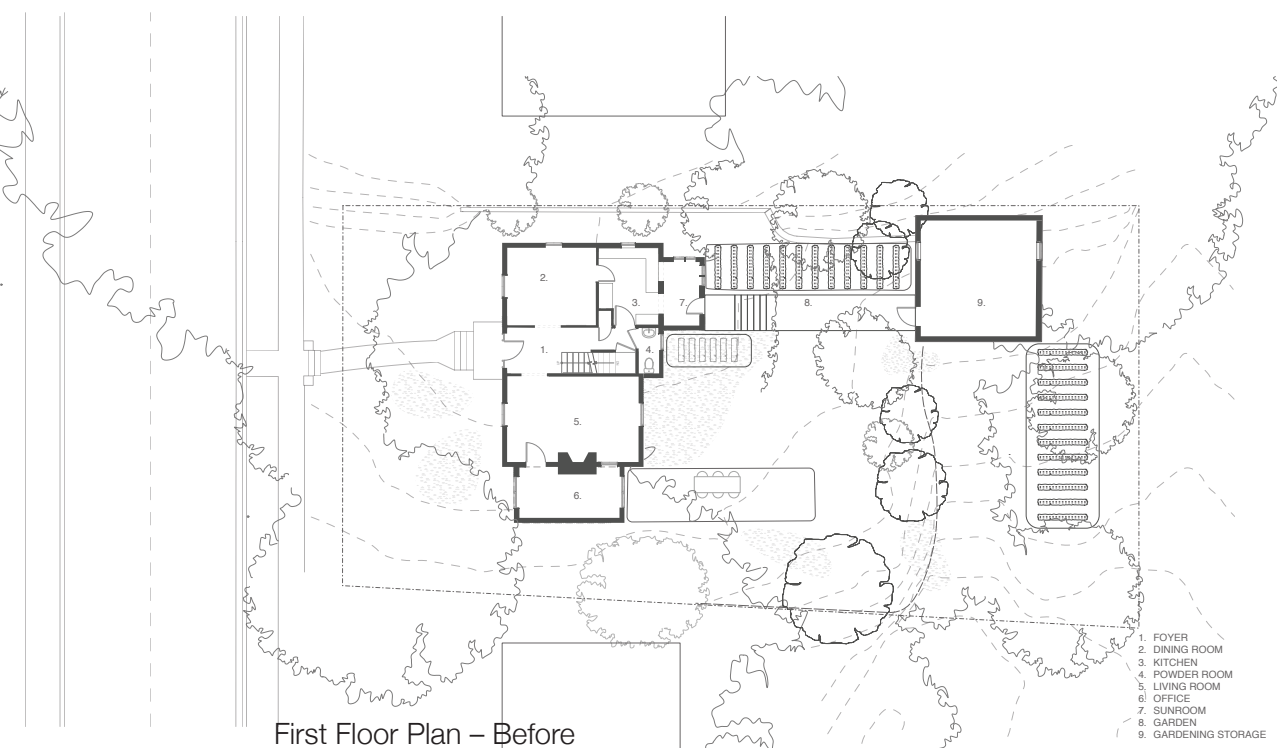 2.
3.
7.
8.
9.
1.
4.
5.
6.
1. FOYER
2. DINING ROOM
3. KITCHEN
4. POWDER ROOM
5. LIVING ROOM
6. OFFICE
7. SUNROOM
8. GARDEN
9. GARDENING STORAGE
First Floor Plan – Before